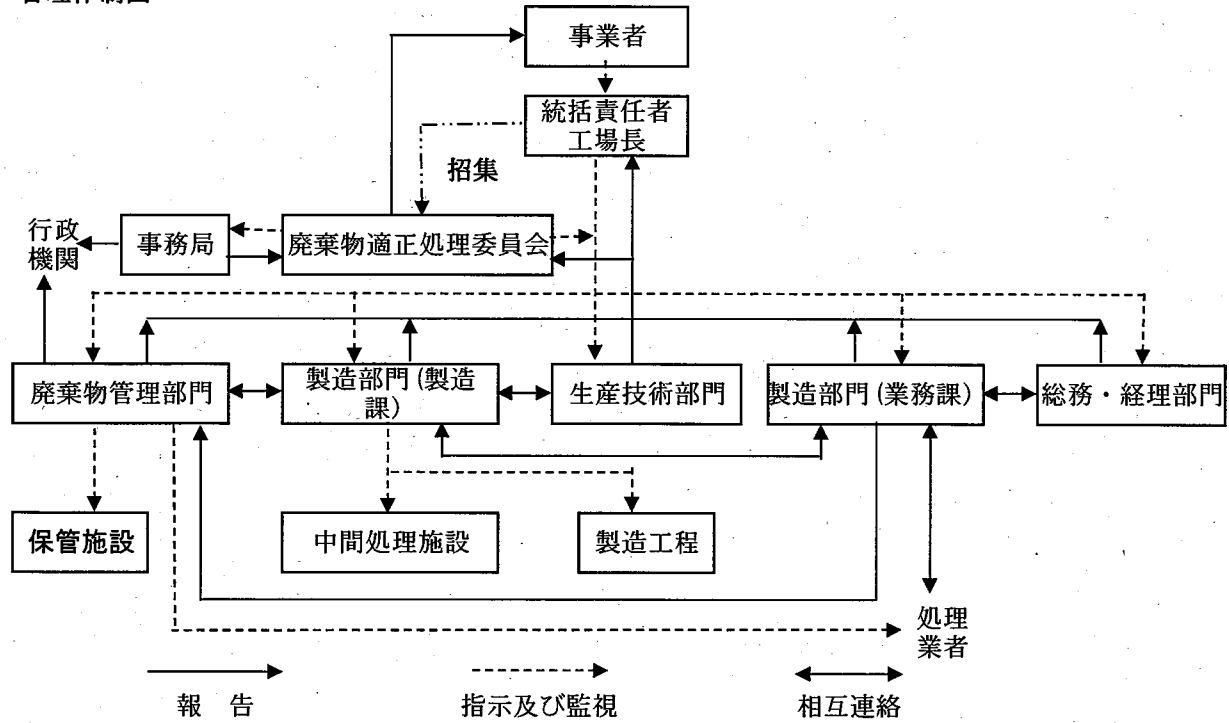 事業者
統括責任者
工場長
招集
行政
機関
事務局
廃棄物適正処理委員会
廃棄物管理部門
製造部門(製造
課)
生産技術部門
製造部門(業務課)
総務・経理部門
保管施設
中間処理施設
製造工程
処理
業者
報 告
指示及び監視
相互連絡